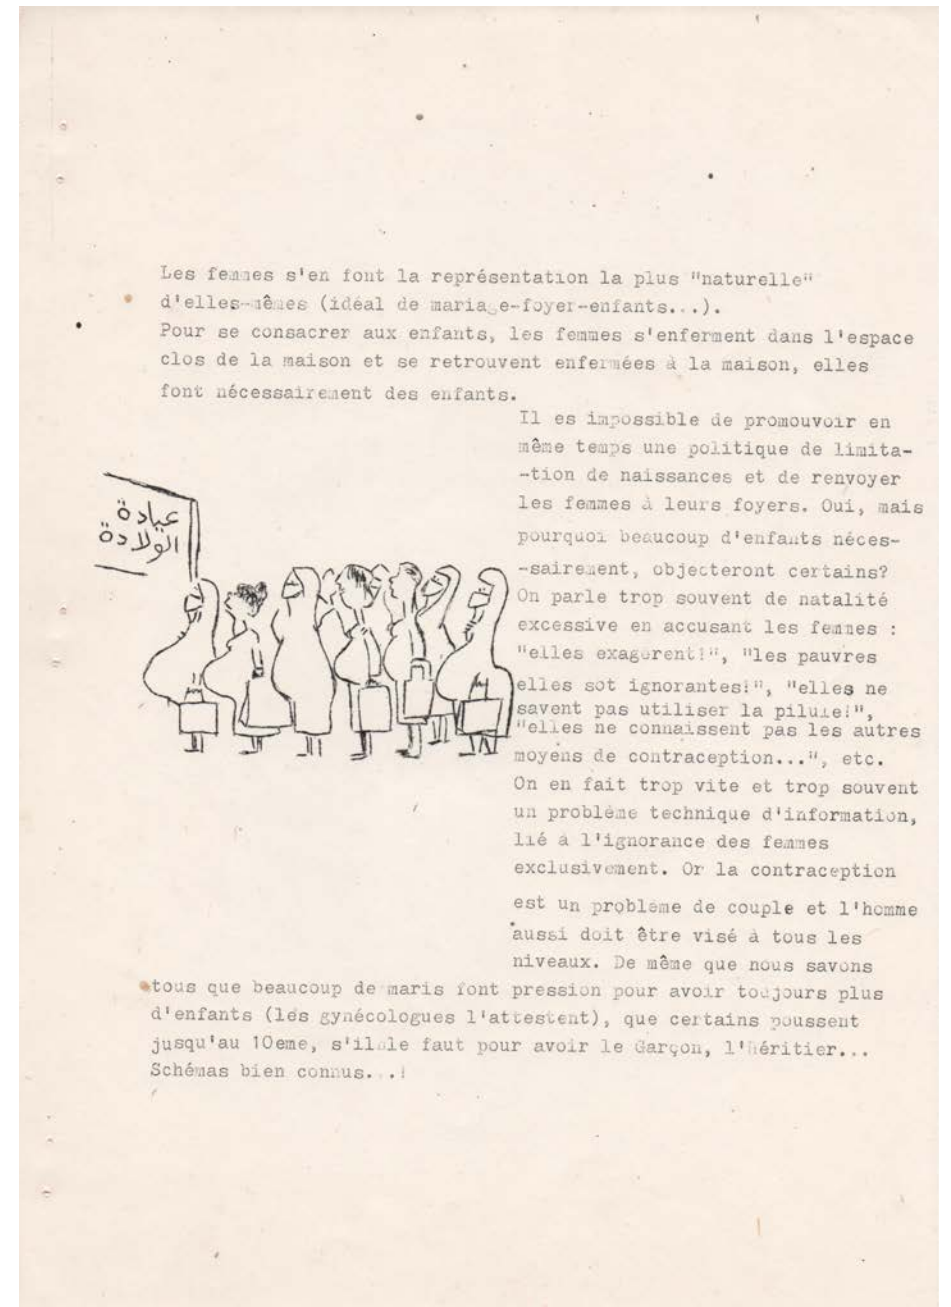 Les femmes s'en font la représentation la plus "naturelle"
d'elles-mêmes (idéal de mariage-foyer-enfants...).
Pour se consacrer aux enfants, les femmes s'enferment dans l'espace
clos de la maison et se retrouvent enfermées à la maison, elles
font nécessairement des enfants.
Il es impossible de promouvoir en
même temps une politique de limita-
-tion de naissances et de renvoyer
les femmes à leurs foyers. Oui, mais
pourquoi beaucoup d'enfants néces-
-sairement, objecteront certains?
On parle trop souvent de natalité
excessive en accusant les femmes :
"elles exagerent!", "les pauvres
elles sot ignorantes!", "elles ne
savent pas utiliser la pilule!",
"elles ne connaissent pas les autres
moyens de contraception...", etc.
On en fait trop vite et trop souvent
un problème technique d'information,
lié à l'ignorance des femmes
exclusivement. Or la contraception
est un problème de couple et l'homme
aussi doit être visé à tous les
niveaux. De même que nous savons
tous que beaucoup de maris font pression pour avoir toujours plus
d'enfants (les gynécologues l'attestent), que certains poussent
jusqu'au 10eme, s'il le faut pour avoir le Garçon, l'héritier...
Schémas bien connus...!
عيادة
الولادة